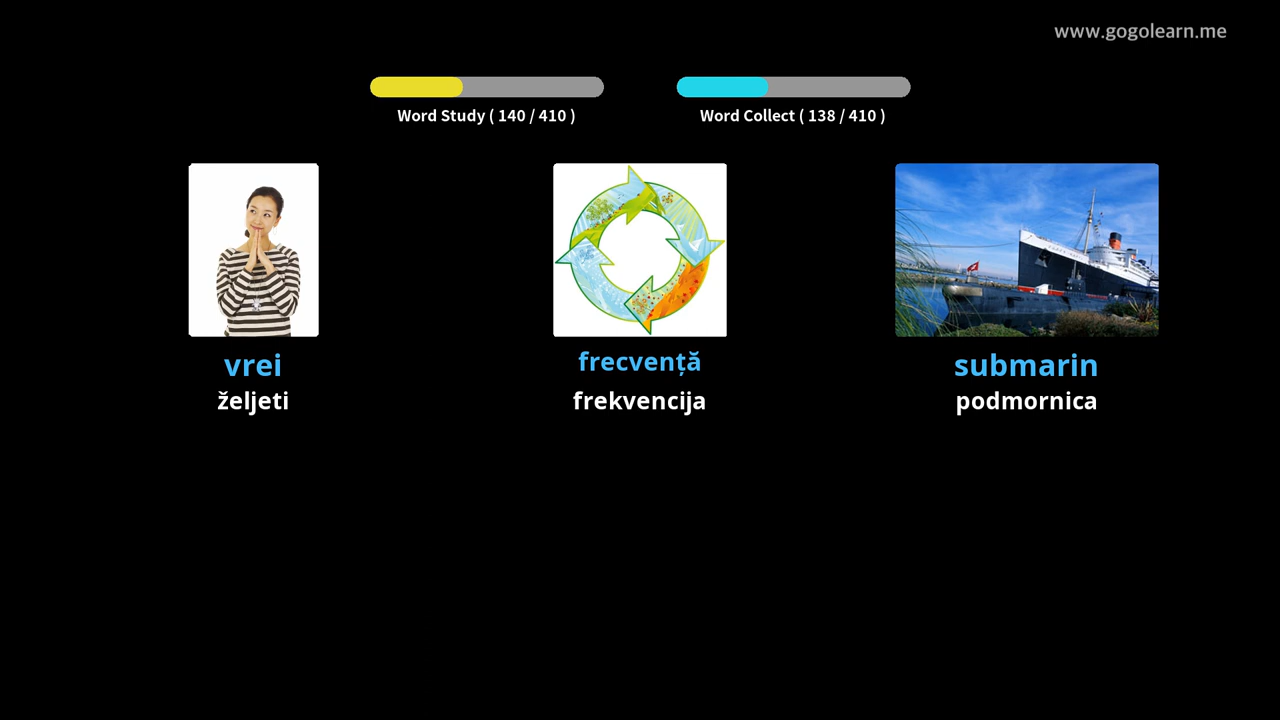 www.gogolearn.me
Word Study ( 140 / 410 )
Word Collect ( 138 / 410 )
vrei
željeti
frecvență
frekvencija
submarin
podmornica